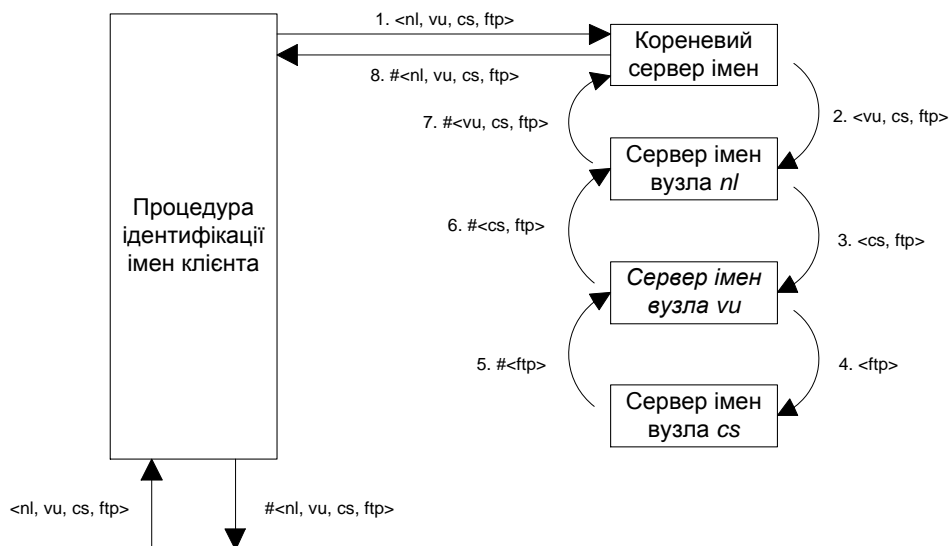 1. <nl, vu, cs, ftp>
8. #<nl, vu, cs, ftp>
Кореневий
сервер імен
7. #<vu, cs, ftp>
2. <vu, cs, ftp>
Сервер імен
вузла nl
Процедура
ідентифікації
імен клієнта
6. #<cs, ftp>
3. <cs, ftp>
Сервер імен
вузла vu
5. #<ftp>
4. <ftp>
Сервер імен
вузла cs
<nl, vu, cs, ftp>
#<nl, vu, cs, ftp>